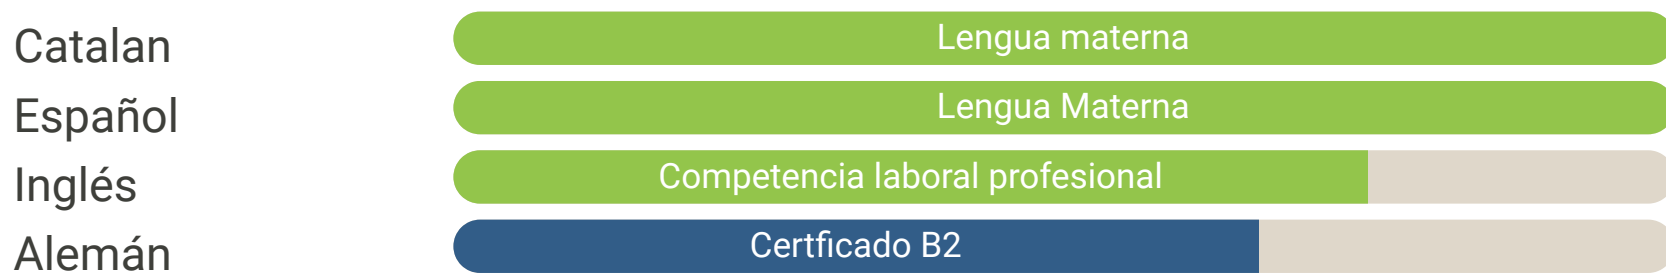 Catalan Lengua materna
Español Lengua Materna
Inglés Competencia laboral profesional
Alemán Certficado B2